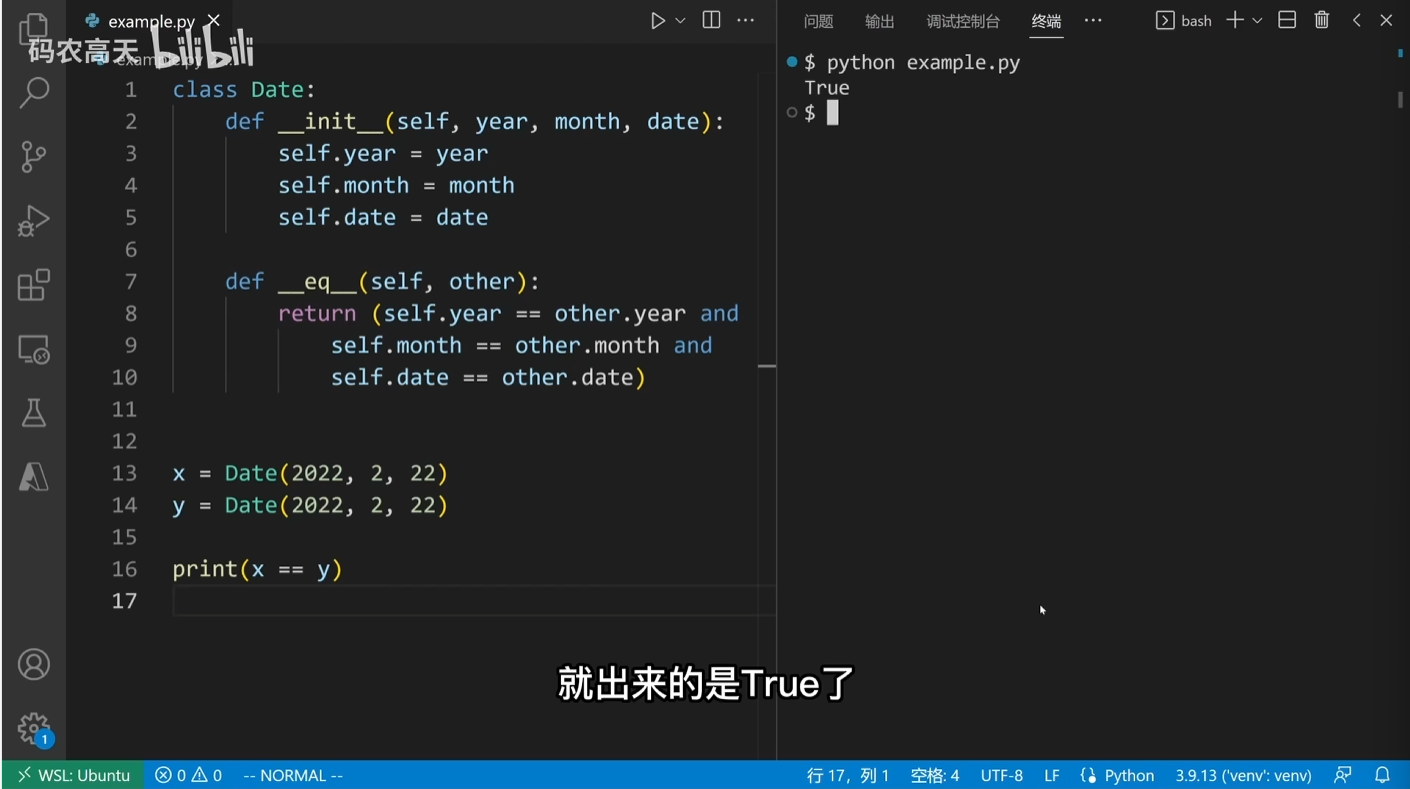 example.py
码农高天 bilibili
example.py
1 class Date:
2     def __init__(self, year, month, date):
3         self.year = year
4         self.month = month
5         self.date = date
6
7     def __eq__(self, other):
8         return (self.year == other.year and
9             self.month == other.month and
10             self.date == other.date)
11
12
13 x = Date(2022, 2, 22)
14 y = Date(2022, 2, 22)
15
16 print(x == y)
17
问题 输出 调试控制台 终端 ··· bash
$ python example.py
True
$
就出来的是True了
1
WSL: Ubuntu 0 0 -- NORMAL -- 行 17，列 1 空格: 4 UTF-8 LF Python 3.9.13 ('venv': venv)